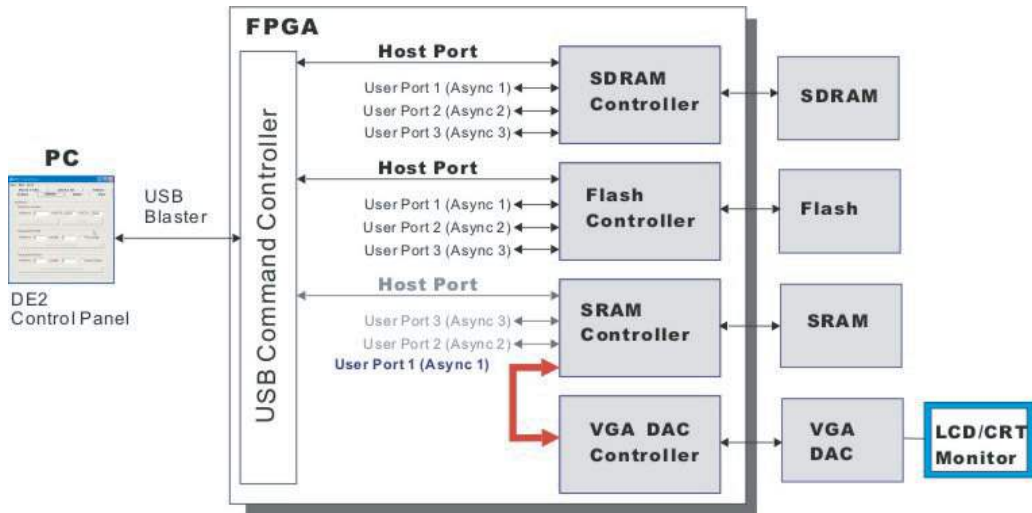 FPGA
Host Port
User Port 1 (Async 1)
User Port 2 (Async 2)
User Port 3 (Async 3)
SDRAM
Controller
SDRAM
PC
USB
Blaster
DE2
Control Panel
USB Command Controller
Host Port
User Port 1 (Async 1)
User Port 2 (Async 2)
User Port 3 (Async 3)
Flash
Controller
Flash
Host Port
User Port 3 (Async 3)
User Port 2 (Async 2)
User Port 1 (Async 1)
SRAM
Controller
SRAM
VGA DAC
Controller
VGA
DAC
LCD/CRT
Monitor